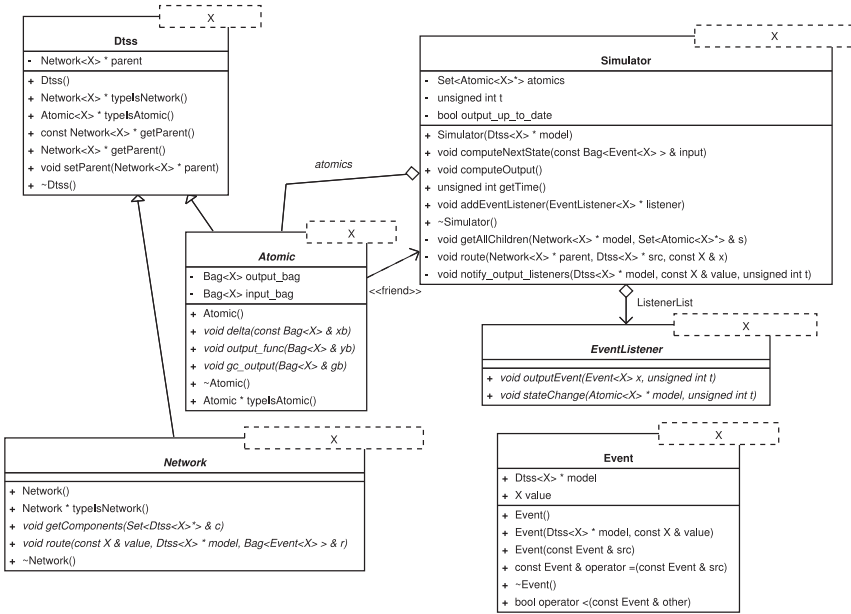 X
Dtss
- Network<X> * parent
+ Dtss()
+ Network<X> * typeIsNetwork()
+ Atomic<X> * typeIsAtomic()
+ const Network<X> * getParent()
+ Network<X> * getParent()
+ void setParent(Network<X> * parent)
+ ~Dtss()
X
Simulator
- Set<Atomic<X>*> atomics
- unsigned int t
- bool output_up_to_date
+ Simulator(Dtss<X> * model)
+ void computeNextState(const Bag<Event<X> > & input)
+ void computeOutput()
+ unsigned int getTime()
+ void addEventListener(EventListener<X> * listener)
+ ~Simulator()
- void getAllChildren(Network<X> * model, Set<Atomic<X>*> & s)
- void route(Network<X> * parent, Dtss<X> * src, const X & x)
- void notify_output_listeners(Dtss<X> * model, const X & value, unsigned int t)
atomics
X
Atomic
- Bag<X> output_bag
- Bag<X> input_bag
+ Atomic()
+ void delta(const Bag<X> & xb)
+ void output_func(Bag<X> & yb)
+ void gc_output(Bag<X> & gb)
+ ~Atomic()
+ Atomic * typeIsAtomic()
<<friend>>
ListenerList
X
EventListener
+ void outputEvent(Event<X> x, unsigned int t)
+ void stateChange(Atomic<X> * model, unsigned int t)
X
Network
+ Network()
+ Network * typeIsNetwork()
+ void getComponents(Set<Dtss<X>*> & c)
+ void route(const X & value, Dtss<X> * model, Bag<Event<X> > & r)
+ ~Network()
X
Event
+ Dtss<X> * model
+ X value
+ Event()
+ Event(Dtss<X> * model, const X & value)
+ Event(const Event & src)
+ const Event & operator =(const Event & src)
+ ~Event()
+ bool operator <(const Event & other)